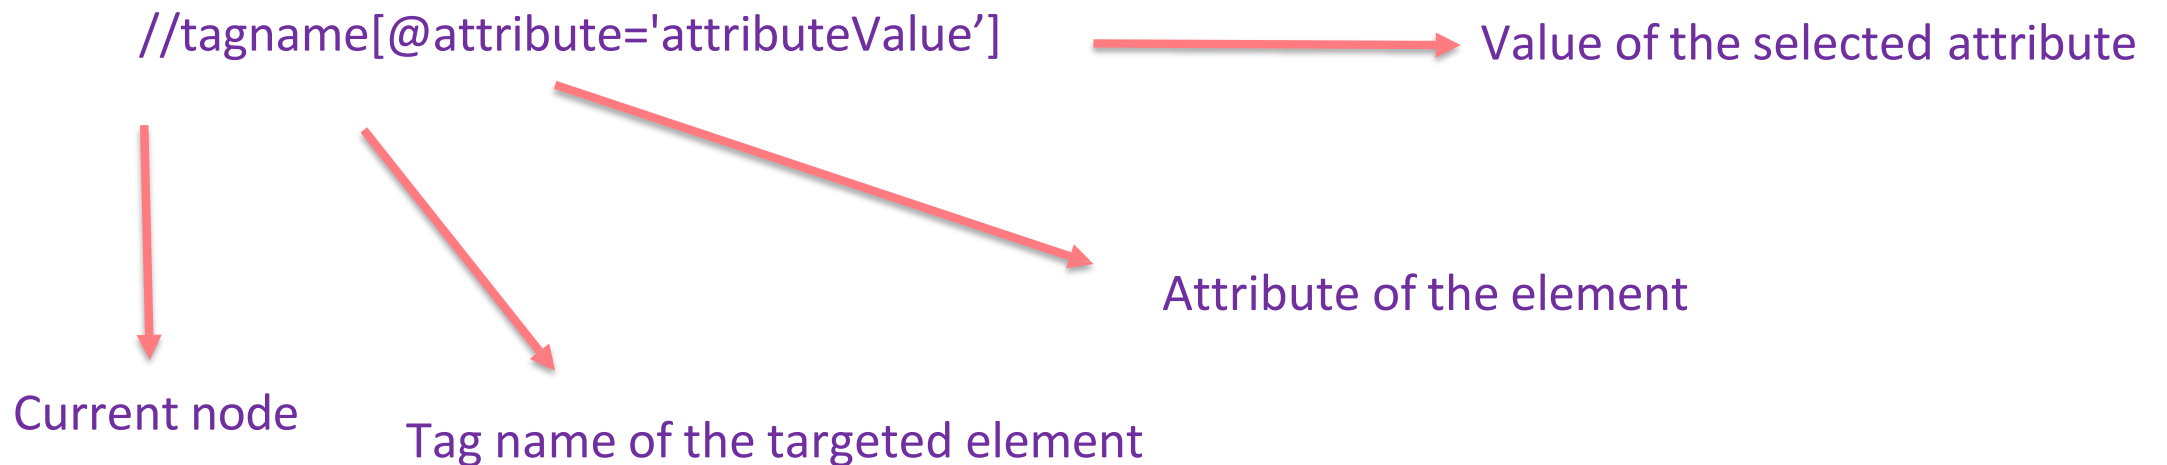 //tagname[@attribute='attributeValue’]
Value of the selected attribute
Attribute of the element
Current node
Tag name of the targeted element